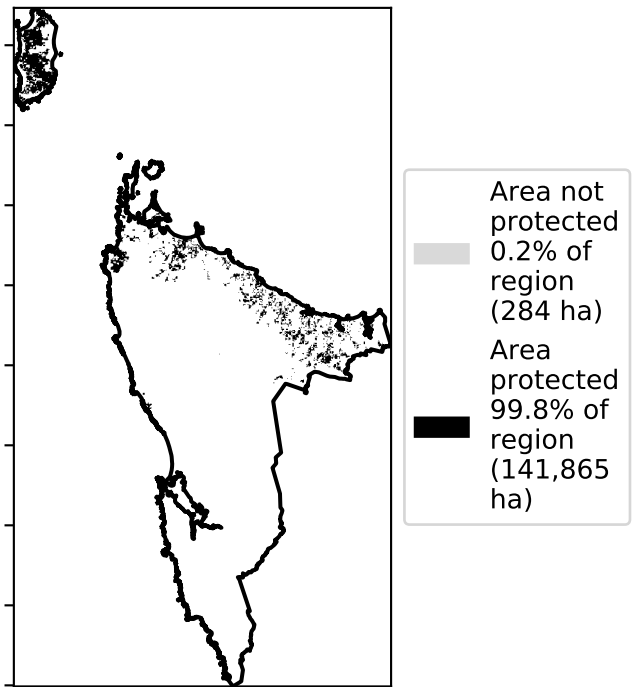 Area not
protected
0.2% of
region
(284 ha)
Area
protected
99.8% of
region
(141,865
ha)